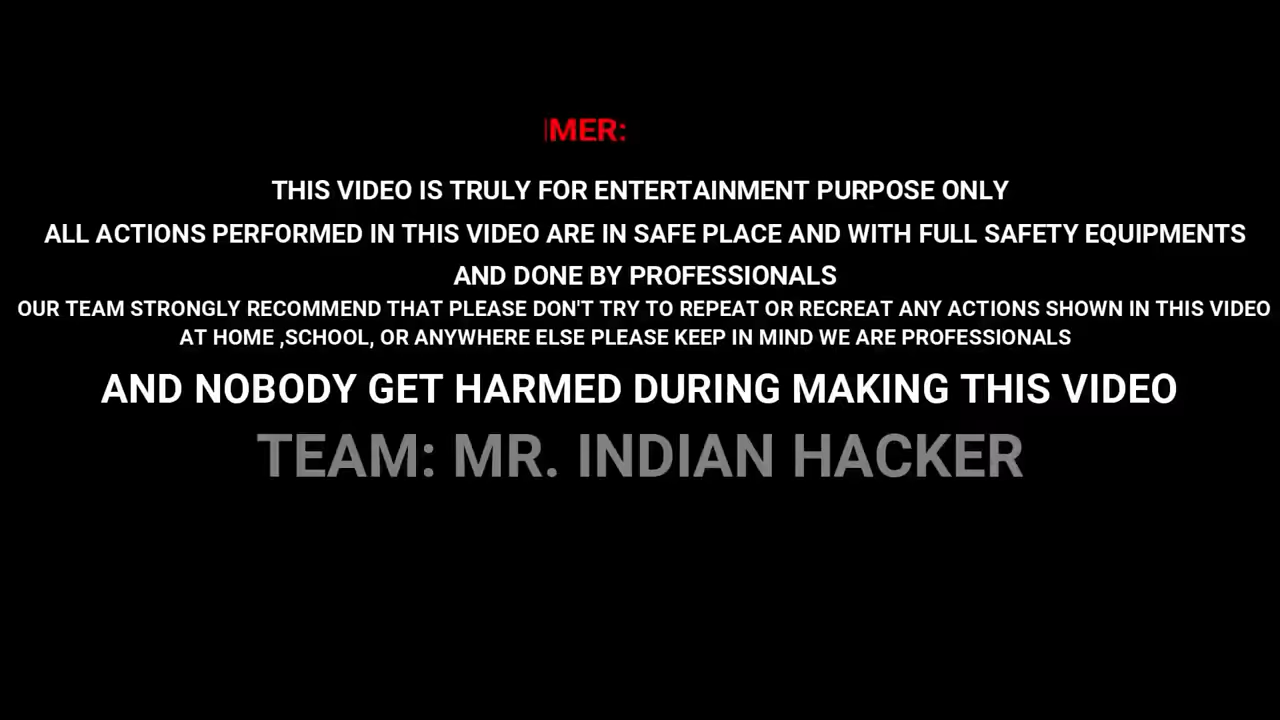 MER:
THIS VIDEO IS TRULY FOR ENTERTAINMENT PURPOSE ONLY
ALL ACTIONS PERFORMED IN THIS VIDEO ARE IN SAFE PLACE AND WITH FULL SAFETY EQUIPMENTS
AND DONE BY PROFESSIONALS
OUR TEAM STRONGLY RECOMMEND THAT PLEASE DON'T TRY TO REPEAT OR RECREAT ANY ACTIONS SHOWN IN THIS VIDEO
AT HOME ,SCHOOL, OR ANYWHERE ELSE PLEASE KEEP IN MIND WE ARE PROFESSIONALS
AND NOBODY GET HARMED DURING MAKING THIS VIDEO
TEAM: MR. INDIAN HACKER